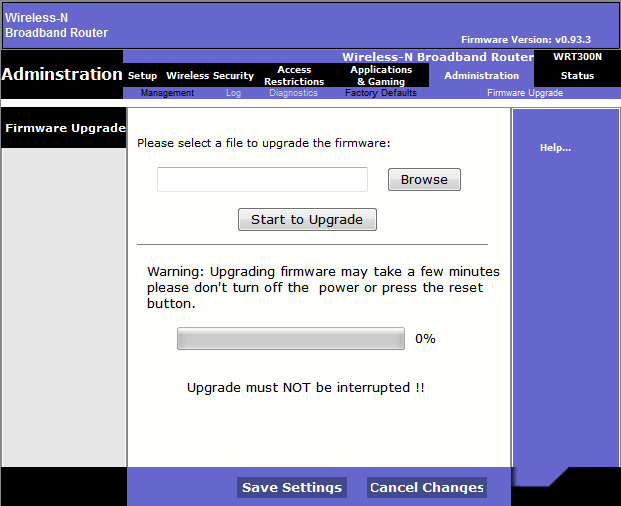 Wireless-N
Broadband Router
Firmware Version: v0.93.3
Wireless-N Broadband Router WRT300N
Adminstration
Setup Wireless Security Access Restrictions Applications & Gaming Administration Status
Management Log Diagnostics Factory Defaults Firmware Upgrade
Firmware Upgrade
Please select a file to upgrade the firmware:
Help...
Browse
Start to Upgrade
Warning: Upgrading firmware may take a few minutes
please don't turn off the power or press the reset
button.
0%
Upgrade must NOT be interrupted !!
Save Settings Cancel Changes